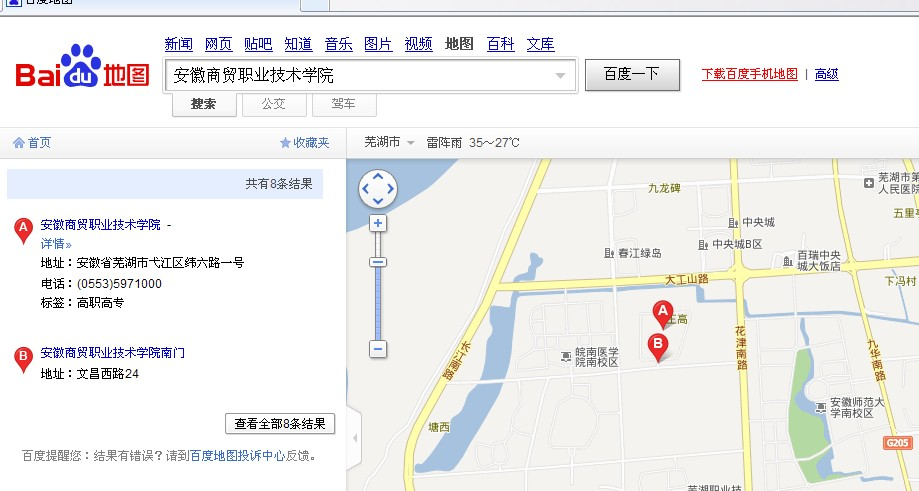 百度地图
新闻 网页 贴吧 知道 音乐 图片 视频 地图 百科 文库
Bai du 地图
安徽商贸职业技术学院
百度一下
下载百度手机地图 | 高级
搜索 公交 驾车
首页 收藏夹
芜湖市 雷阵雨 35～27℃
共有8条结果
A 安徽商贸职业技术学院 -
详情»
地址：安徽省芜湖市弋江区纬六路一号
电话：(0553)5971000
标签：高职高专
B 安徽商贸职业技术学院南门
地址：文昌西路24
查看全部8条结果
百度提醒您：结果有错误？请到百度地图投诉中心反馈。
九龙碑
芜湖市第
人民医院
五里亭
中央城
中央城B区
春江绿岛
百瑞中央
城大饭店
大工山路
下冯村
A
王高
B
花津南路
长江南路
九华南路
皖南医学
院南校区
安徽师范大
学南校区
塘西
G205
芜湖职业技